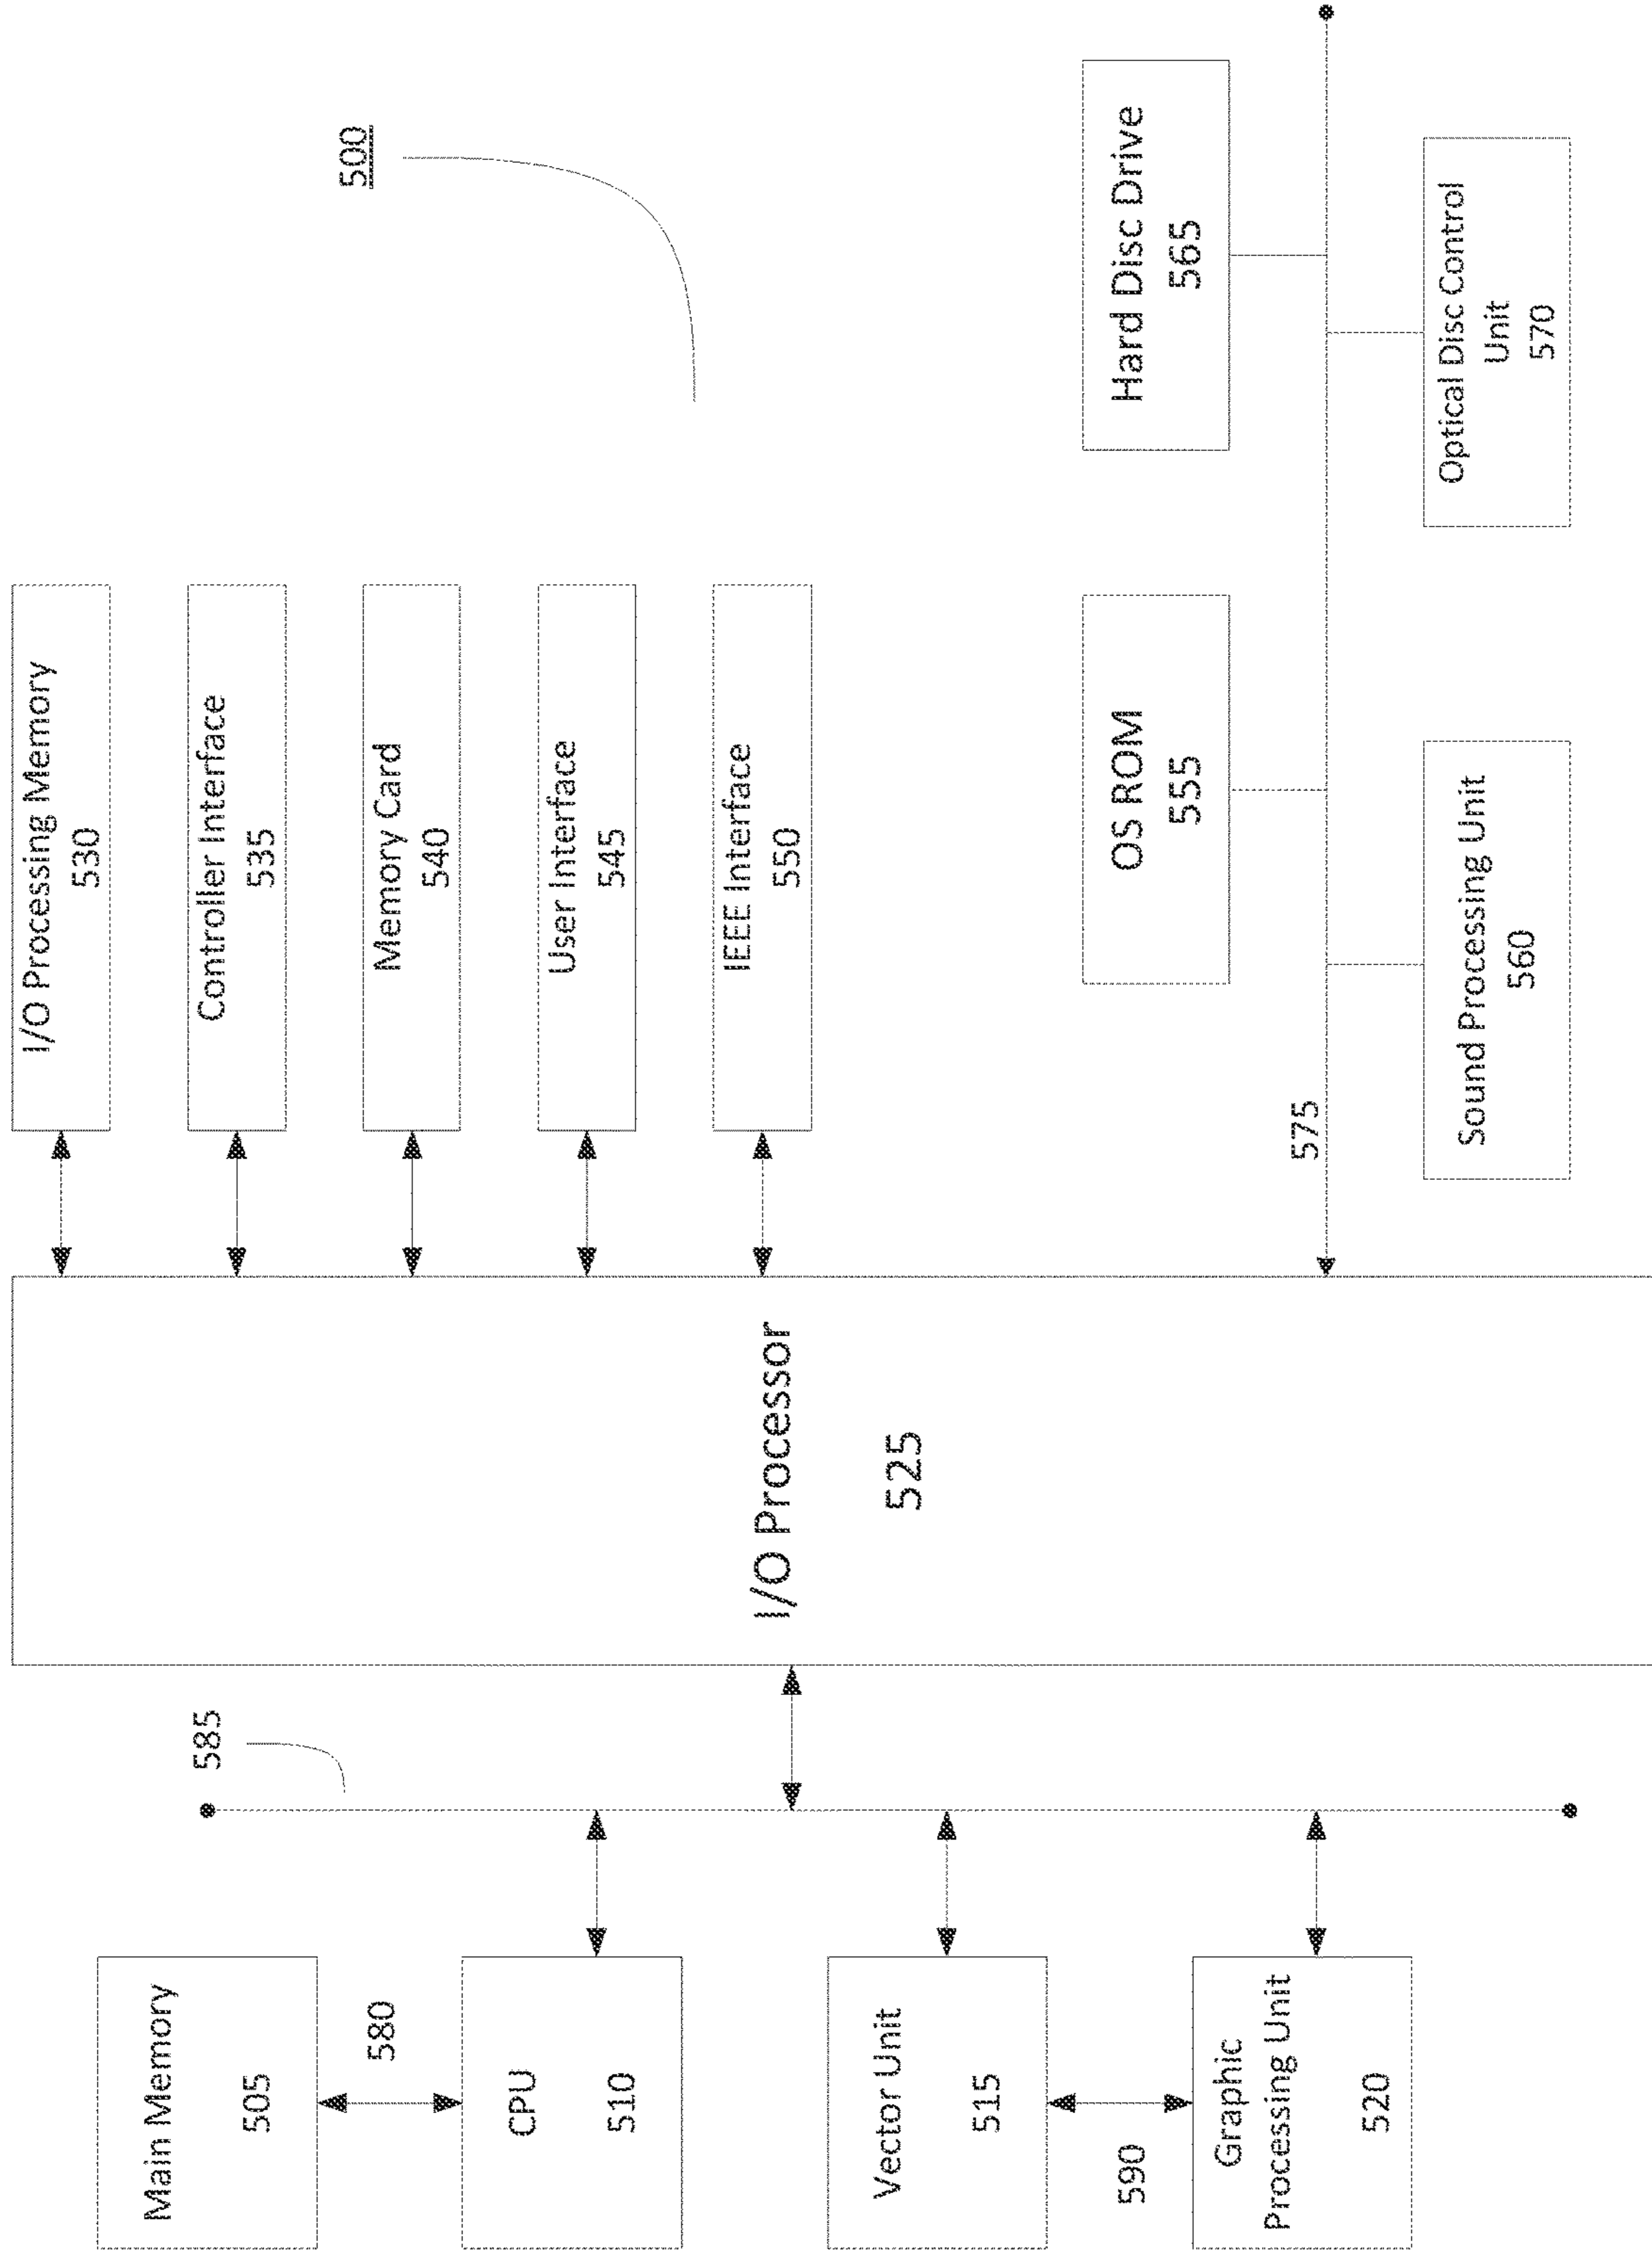 Main Memory
505
580
CPU
510
Vector Unit
515
590
Graphic
Processing Unit
520
585
I/O Processor
525
I/O Processing Memory
530
Controller Interface
535
Memory Card
540
User Interface
545
IEEE Interface
550
500
575
OS ROM
555
Sound Processing Unit
560
Hard Disc Drive
565
Optical Disc Control
Unit
570